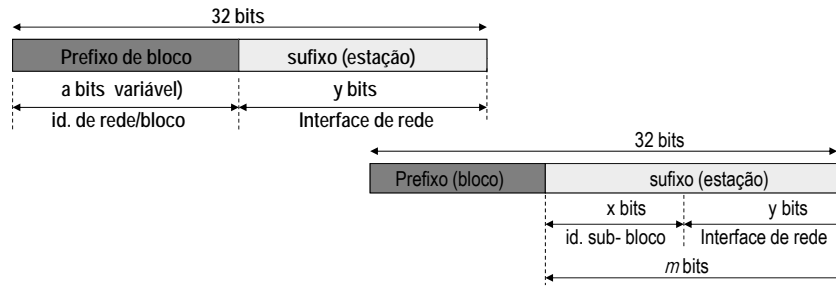 32 bits
Prefixo de bloco sufixo (estação)
a bits variável) y bits
id. de rede/bloco Interface de rede
32 bits
Prefixo (bloco) sufixo (estação)
x bits y bits
id. sub- bloco Interface de rede
m bits